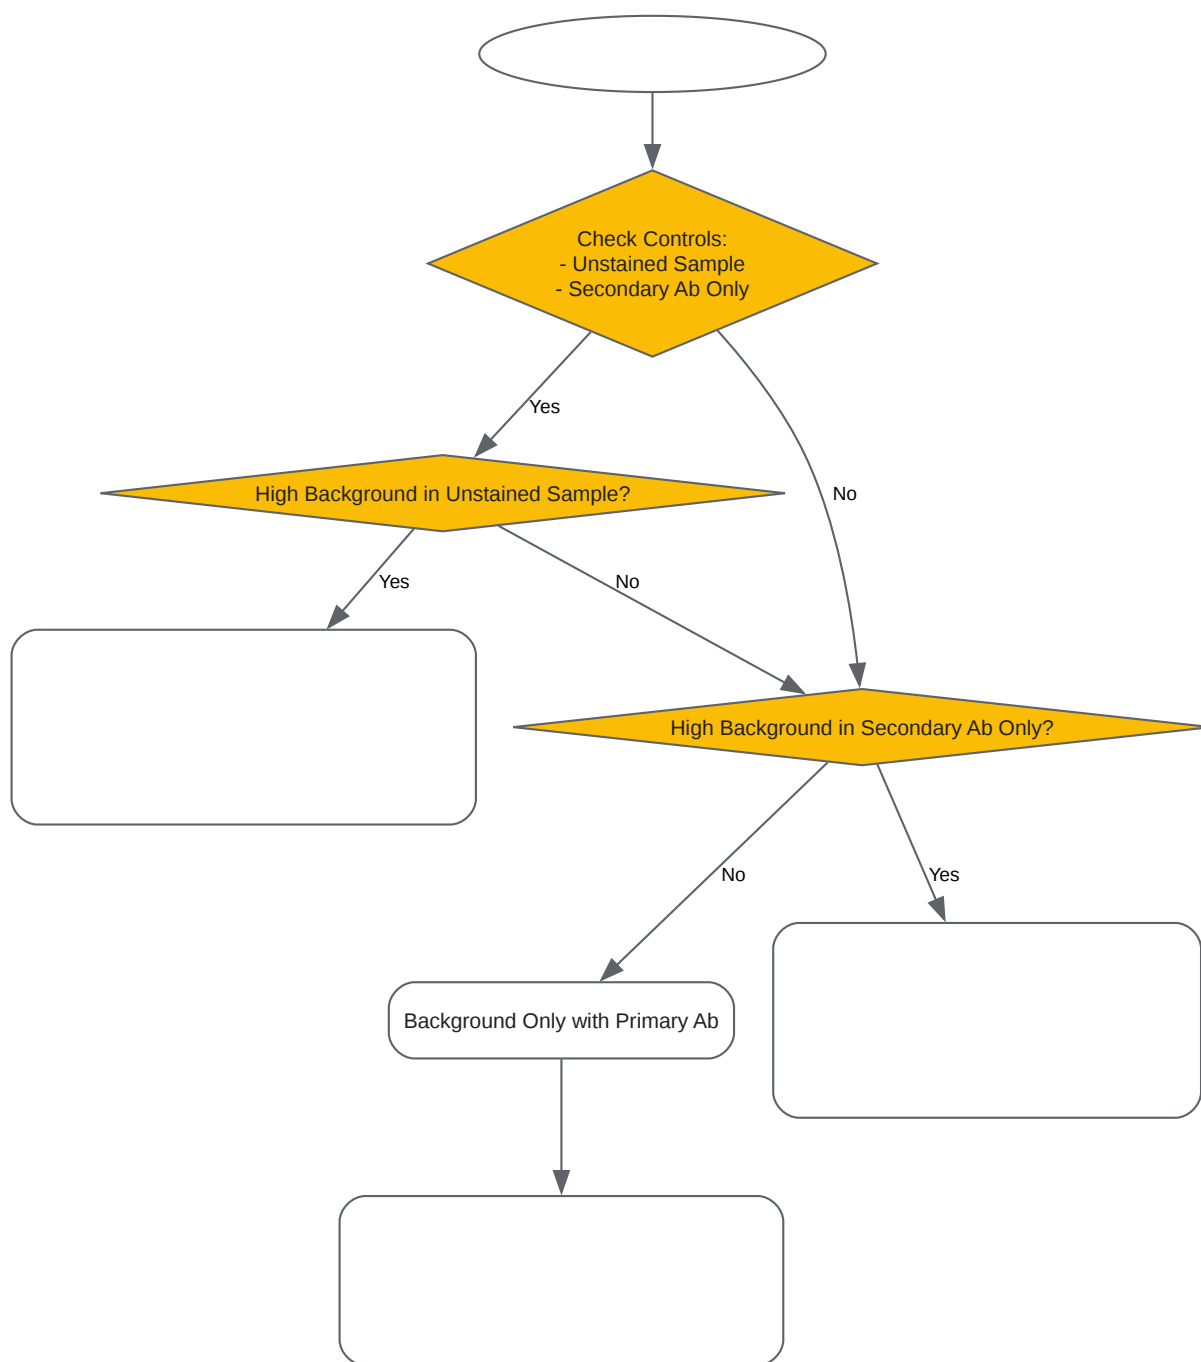 Check Controls:
- Unstained Sample
- Secondary Ab Only
Yes
No
High Background in Unstained Sample?
Yes
No
High Background in Secondary Ab Only?
No
Yes
Background Only with Primary Ab